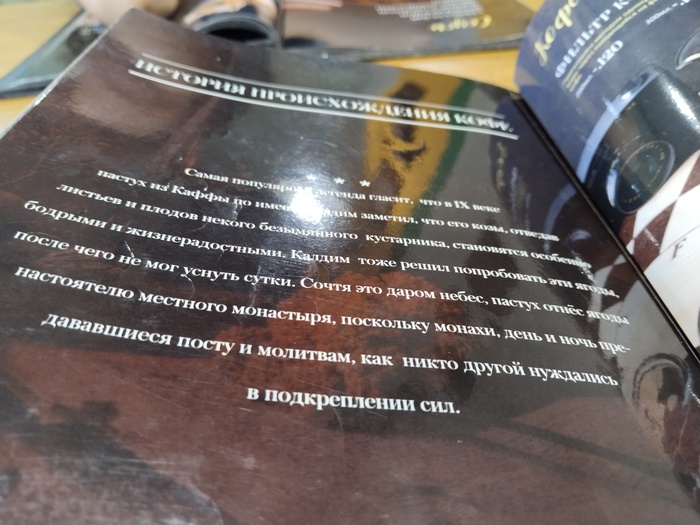 ИСТОРИЯ ПРОИСХОЖДЕНИЯ КОФЕ
* *
Самая популярная легенда гласит, что в IX веке
пастух из Каффы по имени Калдим заметил, что его козы, отведав
листьев и плодов некого безымянного кустарника, становятся особенно
бодрыми и жизнерадостными. Калдим тоже решил попробовать эти ягоды,
после чего не мог уснуть сутки. Сочтя это даром небес, пастух отнёс ягоды
настоятелю местного монастыря, поскольку монахи, день и ночь пре-
дававшиеся посту и молитвам, как никто другой нуждались
в подкреплении сил.
Кофе
ФИЛЬТР К
120